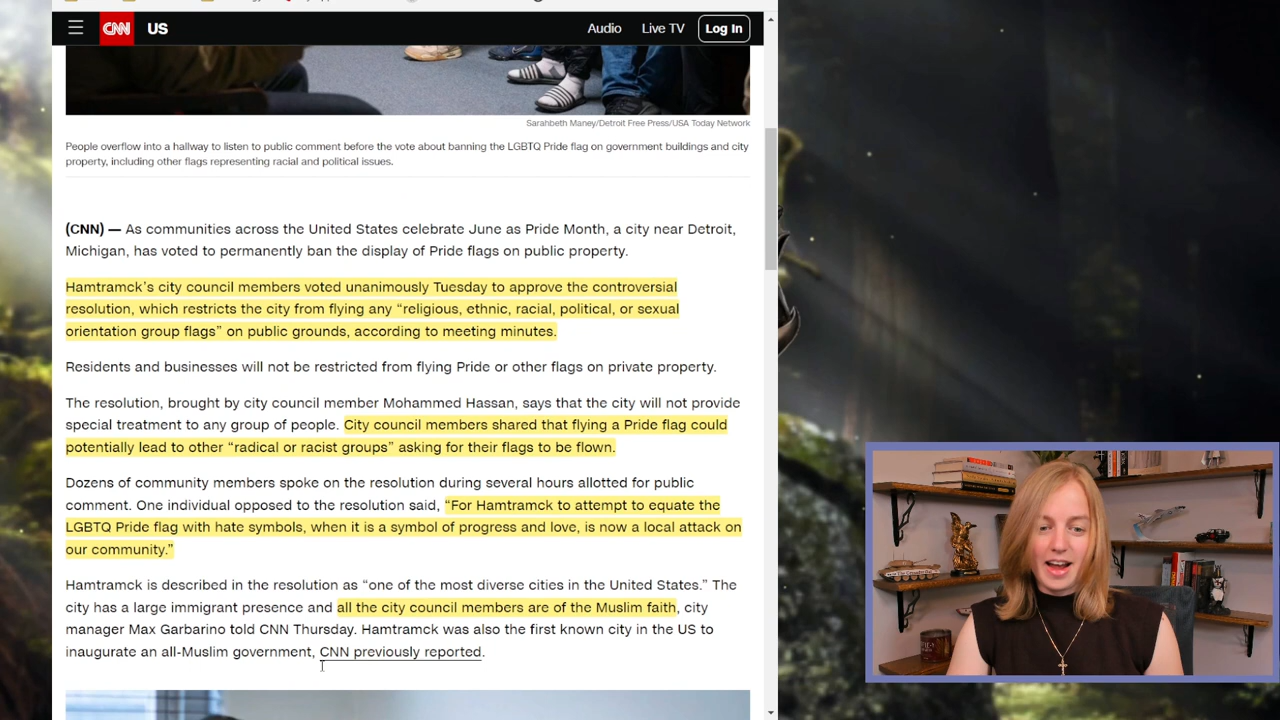 CNN US Audio Live TV Log In
Sarahbeth Maney/Detroit Free Press/USA Today Network
People overflow into a hallway to listen to public comment before the vote about banning the LGBTQ Pride flag on government buildings and city
property, including other flags representing racial and political issues.
(CNN) — As communities across the United States celebrate June as Pride Month, a city near Detroit,
Michigan, has voted to permanently ban the display of Pride flags on public property.
Hamtramck's city council members voted unanimously Tuesday to approve the controversial
resolution, which restricts the city from flying any “religious, ethnic, racial, political, or sexual
orientation group flags” on public grounds, according to meeting minutes.
Residents and businesses will not be restricted from flying Pride or other flags on private property.
The resolution, brought by city council member Mohammed Hassan, says that the city will not provide
special treatment to any group of people. City council members shared that flying a Pride flag could
potentially lead to other “radical or racist groups” asking for their flags to be flown.
Dozens of community members spoke on the resolution during several hours allotted for public
comment. One individual opposed to the resolution said, “For Hamtramck to attempt to equate the
LGBTQ Pride flag with hate symbols, when it is a symbol of progress and love, is now a local attack on
our community.”
Hamtramck is described in the resolution as “one of the most diverse cities in the United States.” The
city has a large immigrant presence and all the city council members are of the Muslim faith, city
manager Max Garbarino told CNN Thursday. Hamtramck was also the first known city in the US to
inaugurate an all-Muslim government, CNN previously reported.